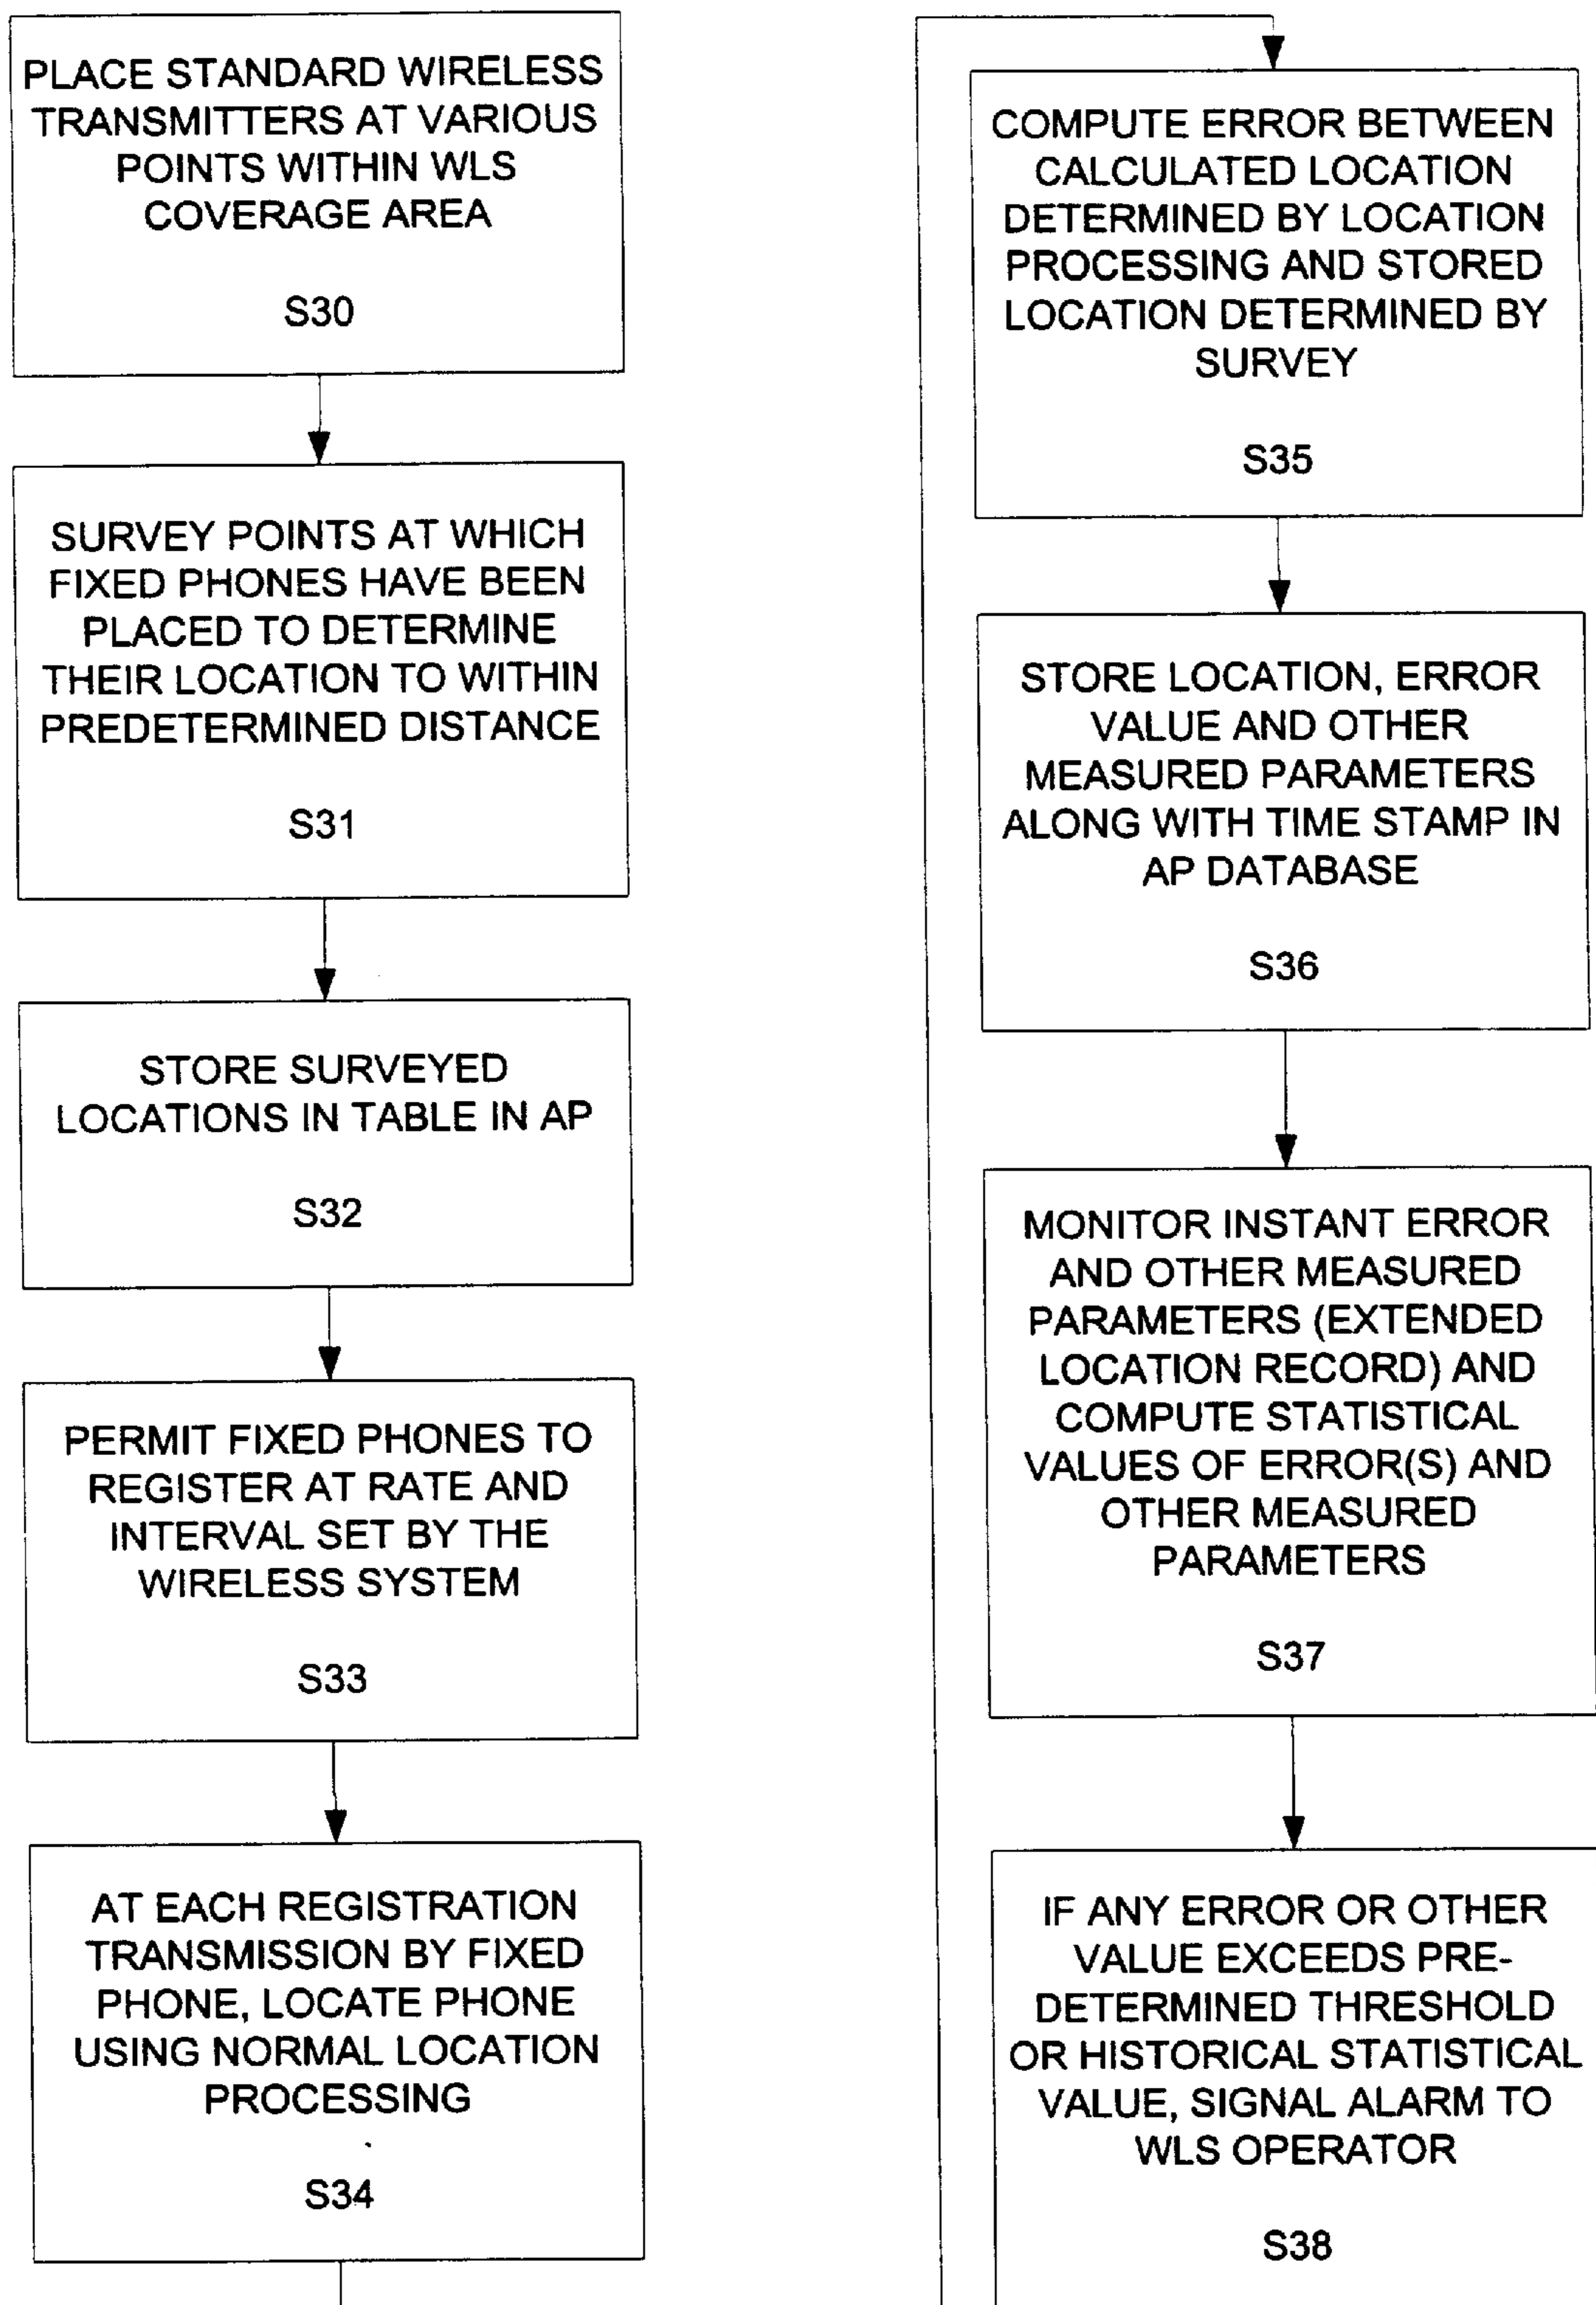 PLACE STANDARD WIRELESS
TRANSMITTERS AT VARIOUS
POINTS WITHIN WLS
COVERAGE AREA
S30
SURVEY POINTS AT WHICH
FIXED PHONES HAVE BEEN
PLACED TO DETERMINE
THEIR LOCATION TO WITHIN
PREDETERMINED DISTANCE
S31
STORE SURVEYED
LOCATIONS IN TABLE IN AP
S32
PERMIT FIXED PHONES TO
REGISTER AT RATE AND
INTERVAL SET BY THE
WIRELESS SYSTEM
S33
AT EACH REGISTRATION
TRANSMISSION BY FIXED
PHONE, LOCATE PHONE
USING NORMAL LOCATION
PROCESSING
S34
COMPUTE ERROR BETWEEN
CALCULATED LOCATION
DETERMINED BY LOCATION
PROCESSING AND STORED
LOCATION DETERMINED BY
SURVEY
S35
STORE LOCATION, ERROR
VALUE AND OTHER
MEASURED PARAMETERS
ALONG WITH TIME STAMP IN
AP DATABASE
S36
MONITOR INSTANT ERROR
AND OTHER MEASURED
PARAMETERS (EXTENDED
LOCATION RECORD) AND
COMPUTE STATISTICAL
VALUES OF ERROR(S) AND
OTHER MEASURED
PARAMETERS
S37
IF ANY ERROR OR OTHER
VALUE EXCEEDS PRE-
DETERMINED THRESHOLD
OR HISTORICAL STATISTICAL
VALUE, SIGNAL ALARM TO
WLS OPERATOR
S38